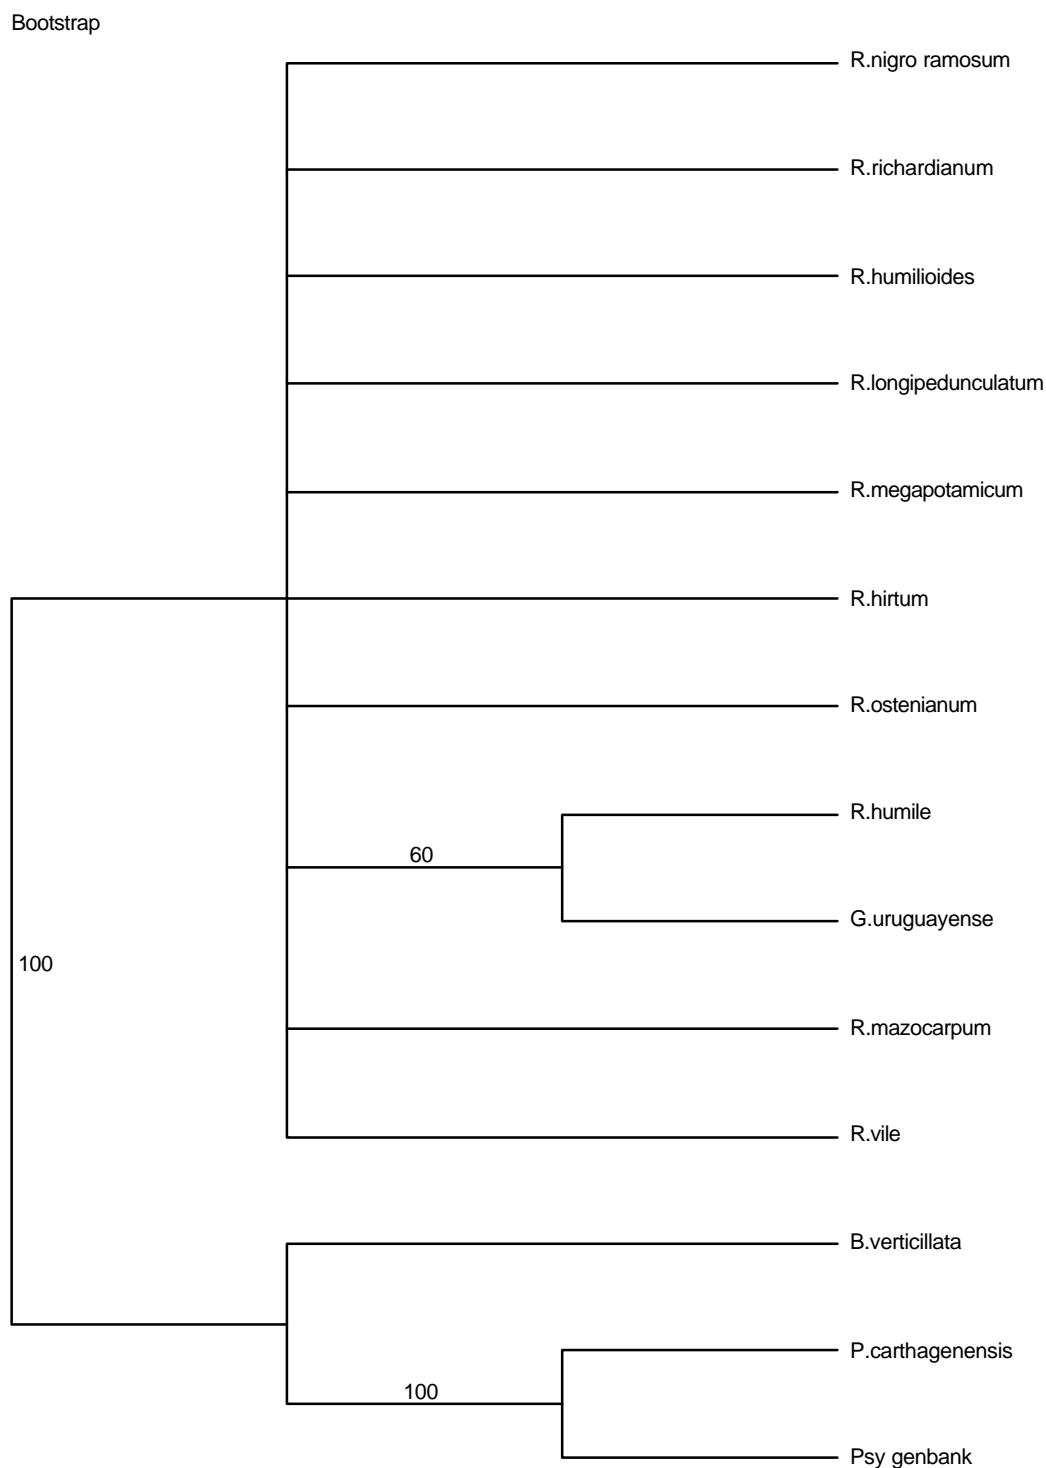 Bootstrap
R.nigro ramosum
R.richardianum
R.humilioides
R.longipedunculatum
R.megapotamicum
R.hirtum
R.ostenianum
R.humile
60
G.uruguayense
100
R.mazocarpum
R.vile
B.verticillata
P.carthagenensis
100
Psy genbank